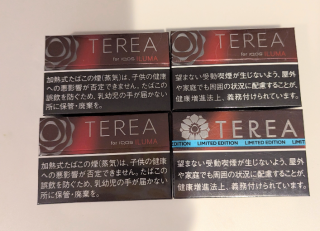 TEREA
for IQOS ILUMA
加熱式たばこの煙(蒸気)は、子供の健康
への悪影響が否定できません。たばこの
誤飲を防ぐため、乳幼児の手が届かない
所に保管・廃棄を。
TEREA
for IQOS ILUMA
望まない受動喫煙が生じないよう、屋外
や家庭でも周囲の状況に配慮することが、
健康増進法上、義務付けられています。
TEREA
for IQOS ILUMA
加熱式たばこの煙(蒸気)は、子供の健康
への悪影響が否定できません。たばこの
誤飲を防ぐため、乳幼児の手が届かない
所に保管・廃棄を。
TEREA
EDITION LIMITED EDITION LIMITED EDITION
望まない受動喫煙が生じないよう、屋外
や家庭でも周囲の状況に配慮することが、
健康増進法上、義務付けられています。